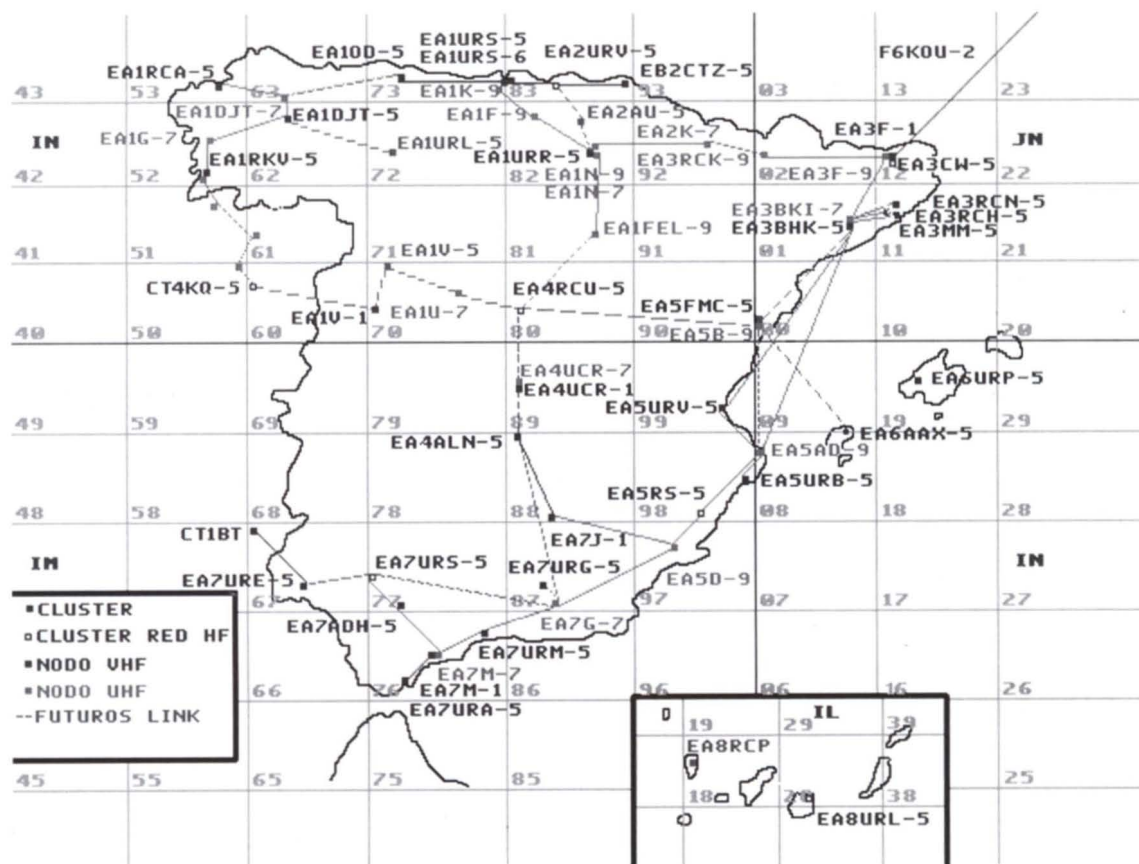 EA1URS-5
EA1OD-5
EA1URS-6
EA2URV-5
F6KOU-2
EA1RCA-5
EB2CTZ-5
43 53 63 73 83 93 03 13 23
EA1K-9
EA1DJT-7
EA1DJT-5
EA1F-9
EA2AU-5
EA2K-7
EA3F-1
IN
EA1G-7
EA1URL-5
EA1URR-5
EA3RCK-9
JN
EA1RKV-5
EA1N-9
EA3F-9
EA3CW-5
42 52 62 72 82 92 02 12 22
EA1N-7
EA3BKI-7
EA3RCN-5
EA3BHK-5
EA3RCH-5
EA1FEL-9
EA3MM-5
41 51 61 71 81 91 01 11 21
EA1V-5
CT4KQ-5
EA4RCU-5
EA5FMC-5
EA1V-1
EA1U-7
EA5B-9
40 50 60 70 80 90 00 10 20
EA4UCR-7
EA4UCR-1
EA6URP-5
EA5URV-5
49 59 69 79 89 99 09 19 29
EA4ALN-5
EA6AAX-5
EA5AD-9
EA5RS-5
EA5URB-5
48 58 68 78 88 98 08 18 28
CT1BT
EA7J-1
IM
EA7URS-5
EA7URG-5
IN
EA7URE-5
EA5D-9
67 77 87 97 07 17 27
EA7ADH-5
EA7G-7
EA7URM-5
EA7M-7
EA7M-1
66 76 86 96 06 16 26
EA7URA-5
CLUSTER
CLUSTER RED HF
NODO VHF
NODO UHF
--FUTUROS LINK
45 55 65 75 85 25
IL
19 29 39
EA8RCP
18 28 38
EA8URL-5